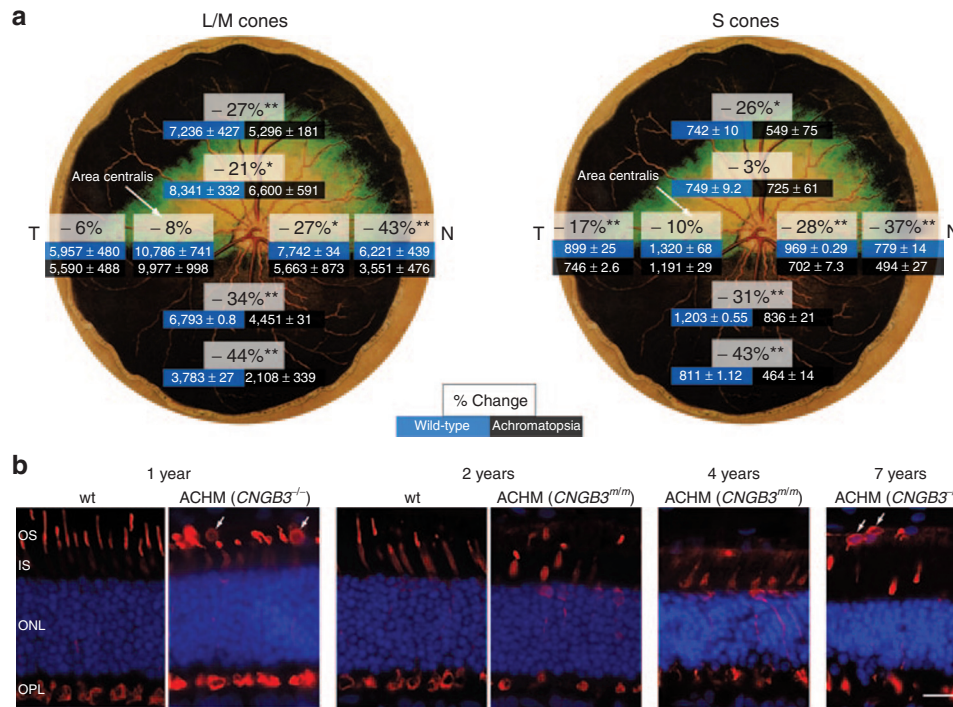 a
L/M cones
− 27%**
7,236 ± 427 5,296 ± 181
− 21%*
8,341 ± 332 6,600 ± 591
Area centralis
T − 6% − 8% − 27%* − 43%** N
5,957 ± 480 10,786 ± 741 7,742 ± 34 6,221 ± 439
5,590 ± 488 9,977 ± 998 5,663 ± 873 3,551 ± 476
− 34%**
6,793 ± 0.8 4,451 ± 31
− 44%**
3,783 ± 27 2,108 ± 339
S cones
− 26%*
742 ± 10 549 ± 75
− 3%
749 ± 9.2 725 ± 61
Area centralis
T − 17%** − 10% − 28%** − 37%** N
899 ± 25 1,320 ± 68 969 ± 0.29 779 ± 14
746 ± 2.6 1,191 ± 29 702 ± 7.3 494 ± 27
− 31%**
1,203 ± 0.55 836 ± 21
− 43%**
811 ± 1.12 464 ± 14
% Change
Wild-type Achromatopsia
b
1 year 2 years 4 years 7 years
wt ACHM (CNGB3−/−) wt ACHM (CNGB3m/m) ACHM (CNGB3m/m) ACHM (CNGB3−
OS
IS
ONL
OPL